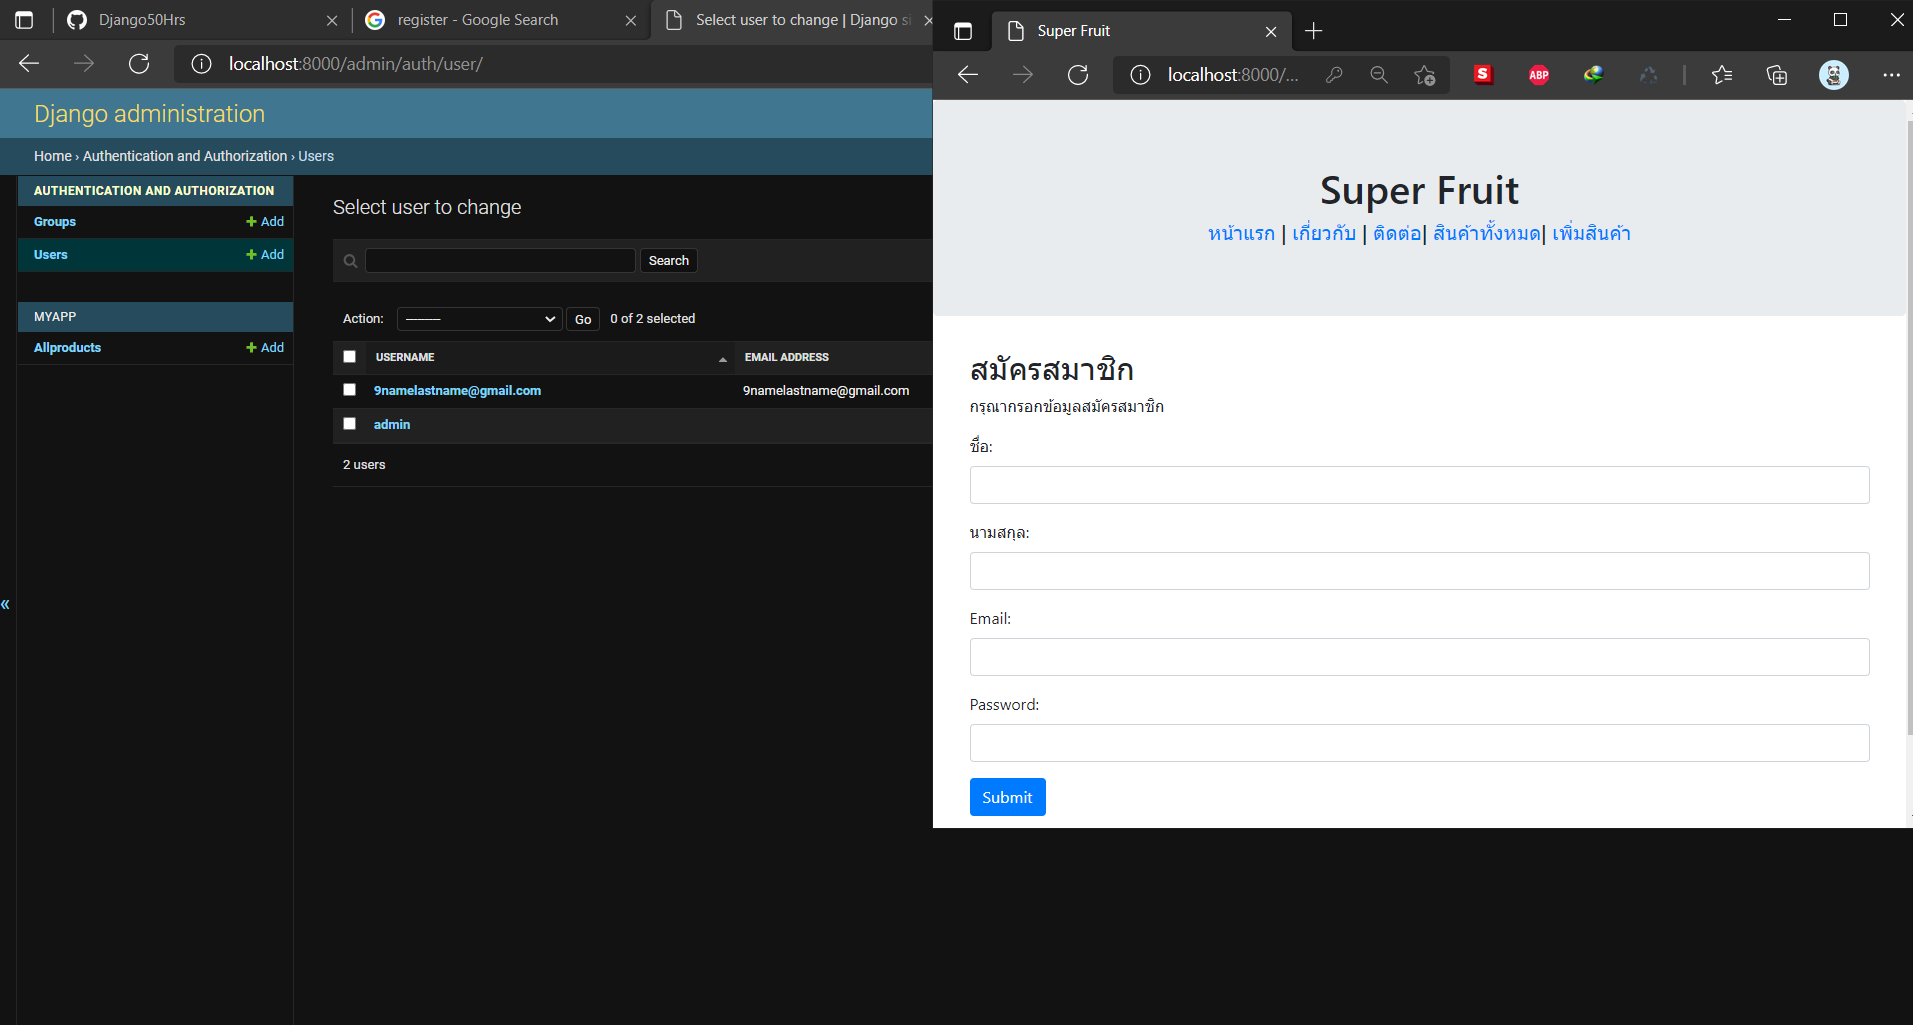 Django50Hrs
register - Google Search
Select user to change | Django s
localhost:8000/admin/auth/user/
Django administration
Home › Authentication and Authorization › Users
AUTHENTICATION AND AUTHORIZATION
Groups
+ Add
Users
+ Add
MYAPP
Allproducts
+ Add
«
Select user to change
Search
Action:
---------
Go
0 of 2 selected
USERNAME
EMAIL ADDRESS
9namelastname@gmail.com
9namelastname@gmail.com
admin
2 users
Super Fruit
localhost:8000/...
S
ABP
Super Fruit
หน้าแรก | เกี่ยวกับ | ติดต่อ| สินค้าทั้งหมด| เพิ่มสินค้า
สมัครสมาชิก
กรุณากรอกข้อมูลสมัครสมาชิก
ชื่อ:
นามสกุล:
Email:
Password:
Submit